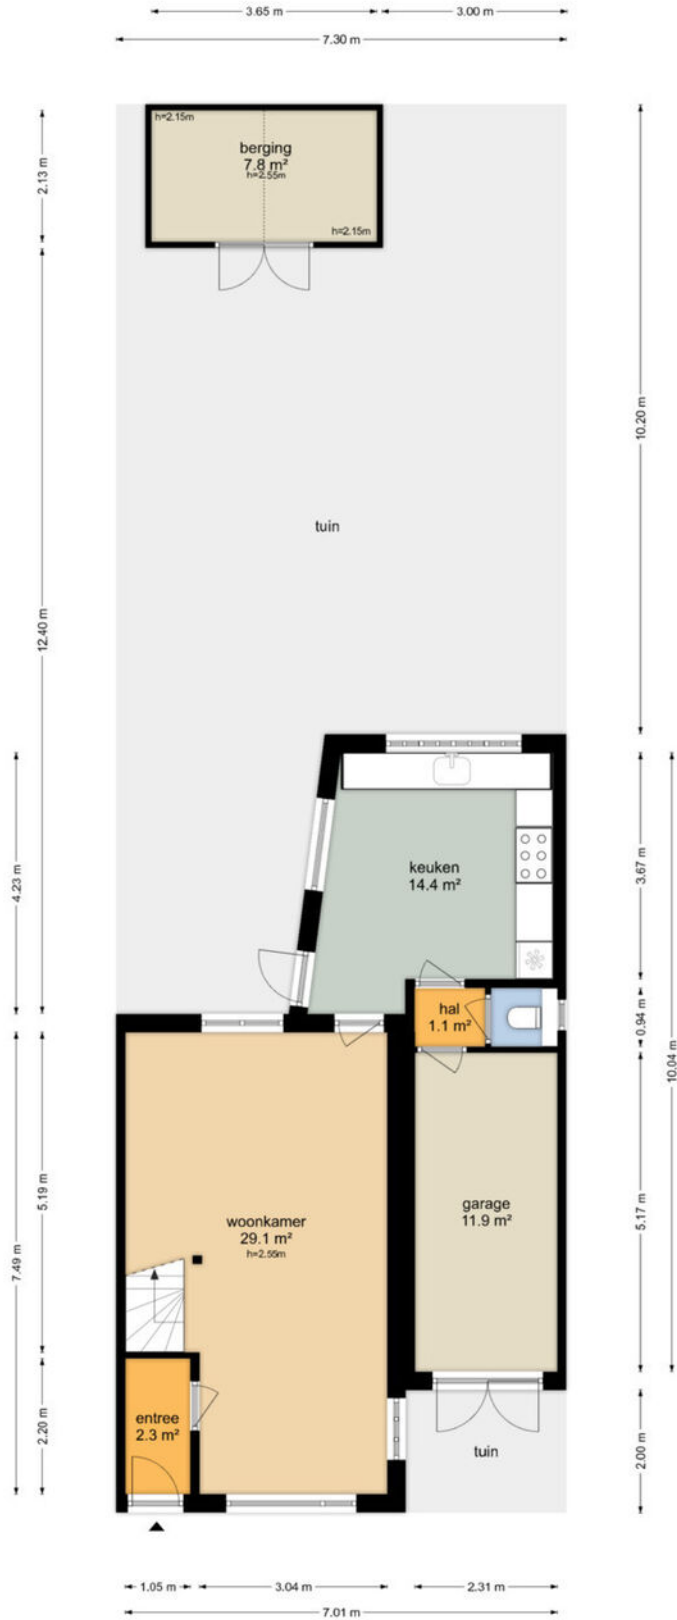 3.65 m
3.00 m
7.30 m
h=2.15m
berging
7.8 m²
h=2.55m
h=2.15m
2.13 m
10.20 m
tuin
12.40 m
4.23 m
keuken
14.4 m²
3.67 m
hal
1.1 m²
0.94 m
10.04 m
5.19 m
7.49 m
woonkamer
29.1 m²
h=2.55m
garage
11.9 m²
5.17 m
entree
2.3 m²
2.20 m
tuin
2.00 m
1.05 m
3.04 m
2.31 m
7.01 m